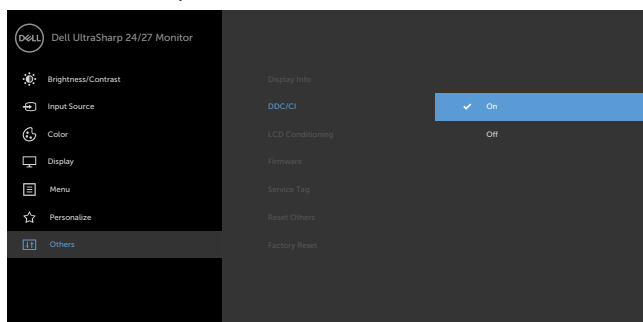 DELL Dell UltraSharp 24/27 Monitor
Brightness/Contrast
Input Source
Color
Display
Menu
Personalize
Others
Display Info
DDC/CI
LCD Conditioning
Firmware
Service Tag
Reset Others
Factory Reset
On
Off